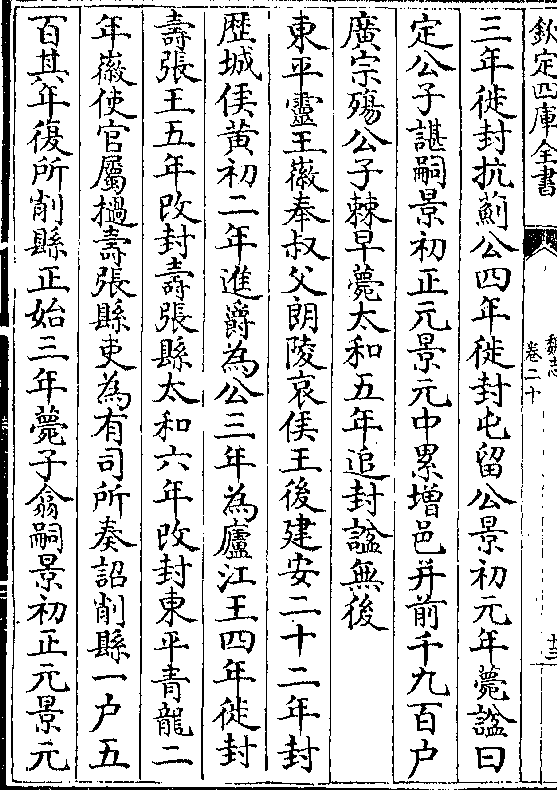 欽定四庫全書
魏志
卷二十
十三
三年徙封抗薊公四年徙封屯留公景初元年薨諡曰
定公子諶嗣景初正元景元中累增邑并前千九百户
廣宗殤公子棘早薨太和五年追封諡無後
東平靈王徽奉叔父朗陵哀侯王後建安二十二年封
歴城侯黄初二年進爵為公三年為廬江王四年徙封
壽張王五年改封壽張縣太和六年改封東平青龍二
年徽使官屬撾壽張縣吏為有司所奏詔削縣一户五
百其年復所削縣正始三年薨子翕嗣景初正元景元